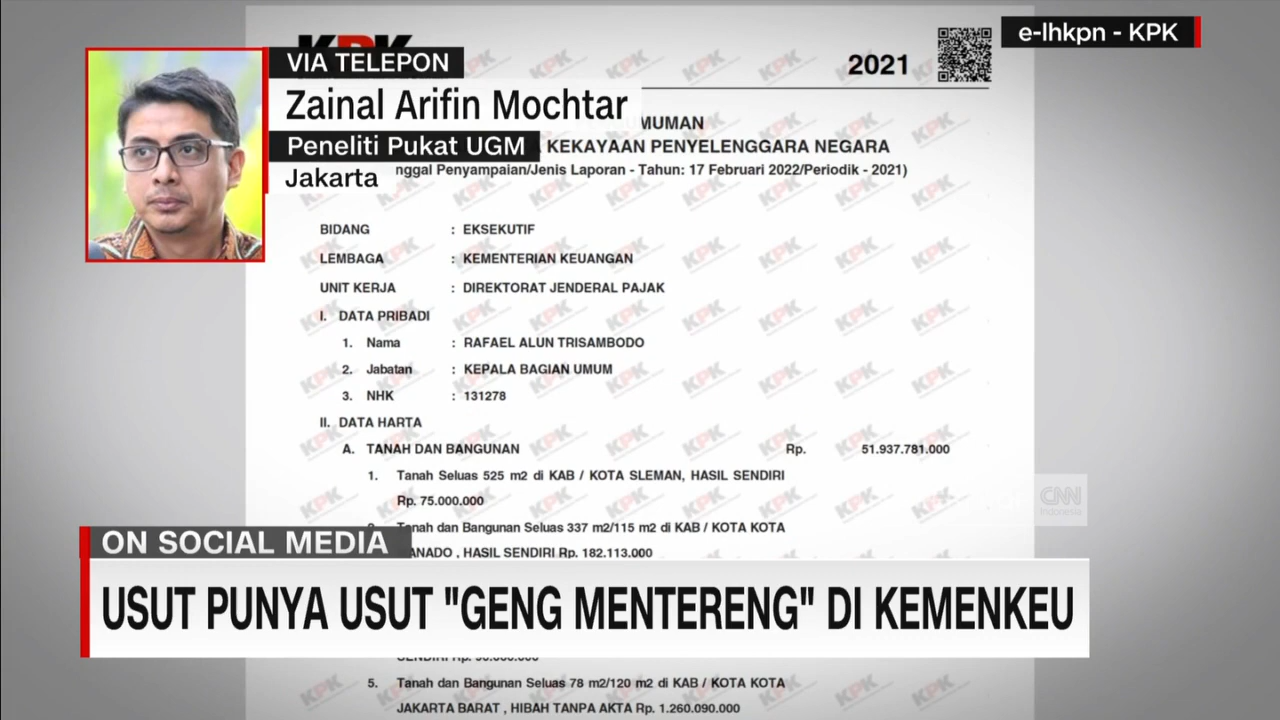 e-lhkpn - KPK
KPK
2021
VIA TELEPON
Zainal Arifin Mochtar
Peneliti Pukat UGM
Jakarta
MUMAN
KEKAYAAN PENYELENGGARA NEGARA
nggal Penyampaian/Jenis Laporan - Tahun: 17 Februari 2022/Periodik - 2021)
BIDANG : EKSEKUTIF
LEMBAGA : KEMENTERIAN KEUANGAN
UNIT KERJA : DIREKTORAT JENDERAL PAJAK
I. DATA PRIBADI
1. Nama : RAFAEL ALUN TRISAMBODO
2. Jabatan : KEPALA BAGIAN UMUM
3. NHK : 131278
II. DATA HARTA
A. TANAH DAN BANGUNAN Rp. 51.937.781.000
1. Tanah Seluas 525 m2 di KAB / KOTA SLEMAN, HASIL SENDIRI
Rp. 75.000.000
Tanah dan Bangunan Seluas 337 m2/115 m2 di KAB / KOTA KOTA
ANADO , HASIL SENDIRI Rp. 182.113.000
CNN
Indonesia
ON SOCIAL MEDIA
USUT PUNYA USUT "GENG MENTERENG" DI KEMENKEU
5. Tanah dan Bangunan Seluas 78 m2/120 m2 di KAB / KOTA KOTA
JAKARTA BARAT , HIBAH TANPA AKTA Rp. 1.260.090.000